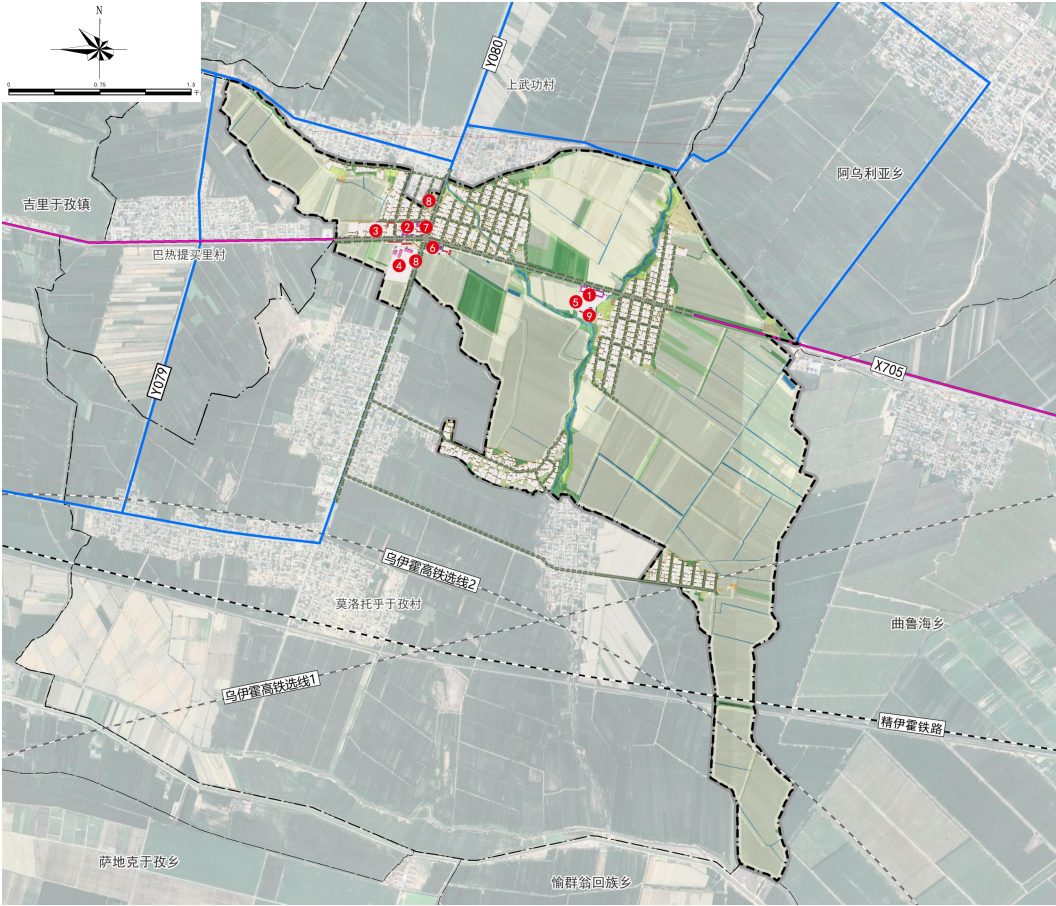 N
0 0.75 1.5
千米
Y080
上武功村
阿乌利亚乡
吉里于孜镇
8
3
2
7
6
巴热提买里村
4
8
1
5
9
Y079
X705
乌伊霍高铁选线2
莫洛托乎于孜村
曲鲁海乡
乌伊霍高铁选线1
精伊霍铁路
萨地克于孜乡
愉群翁回族乡